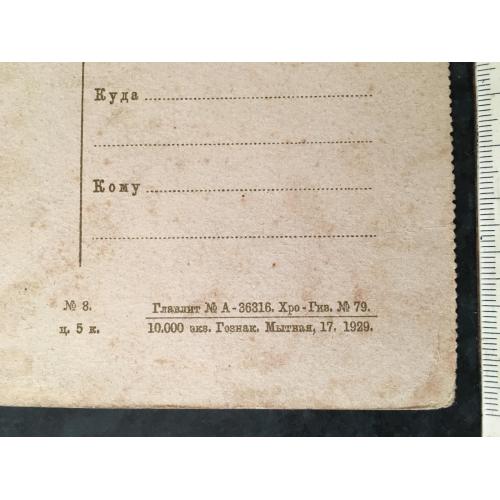 Куда
Кому
№ 8.
ц. 5 к.
Главлит № А-36316. Хро-Гиз. № 79.
10.000 экз. Гознак. Мытная, 17. 1929.